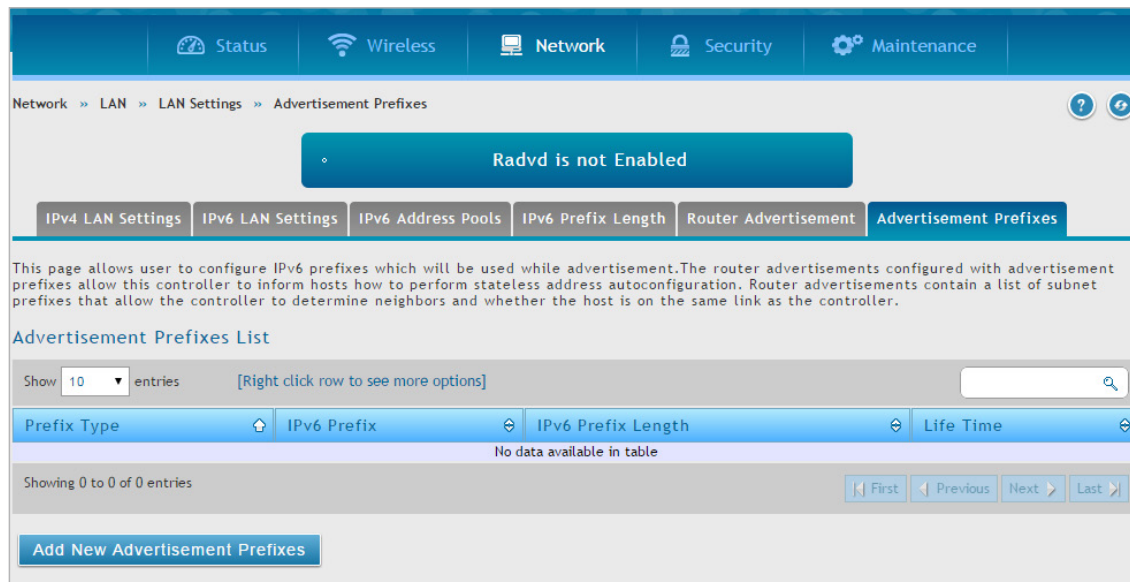 Status Wireless Network Security Maintenance
Network » LAN » LAN Settings » Advertisement Prefixes
Radvd is not Enabled
IPv4 LAN Settings IPv6 LAN Settings IPv6 Address Pools IPv6 Prefix Length Router Advertisement Advertisement Prefixes
This page allows user to configure IPv6 prefixes which will be used while advertisement.The router advertisements configured with advertisement
prefixes allow this controller to inform hosts how to perform stateless address autoconfiguration. Router advertisements contain a list of subnet
prefixes that allow the controller to determine neighbors and whether the host is on the same link as the controller.
Advertisement Prefixes List
Show 10 entries [Right click row to see more options]
Prefix Type IPv6 Prefix IPv6 Prefix Length Life Time
No data available in table
Showing 0 to 0 of 0 entries First Previous Next Last
Add New Advertisement Prefixes